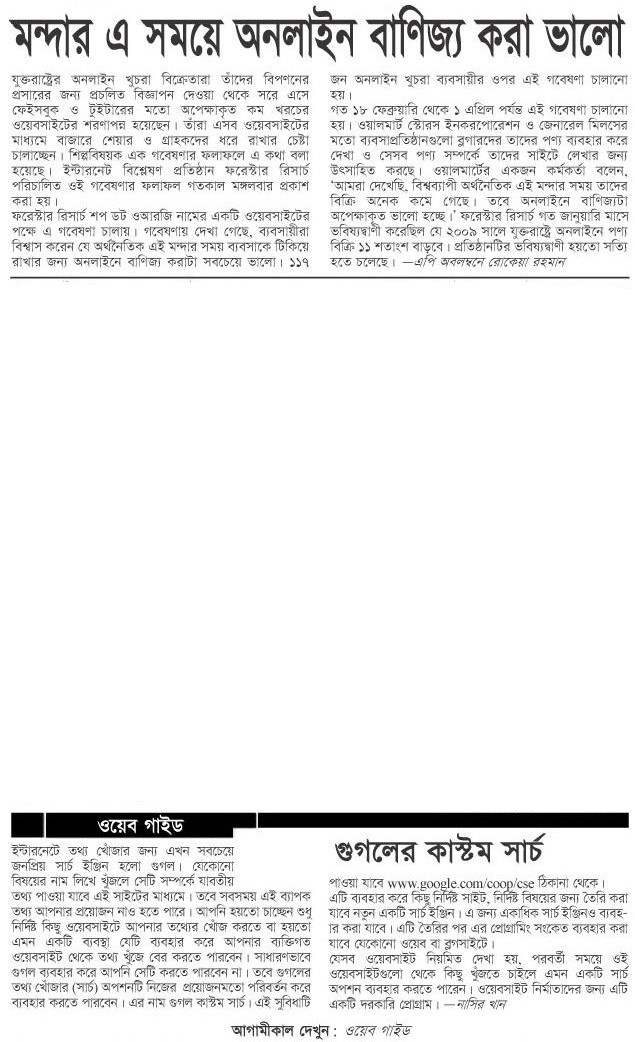 মন্দার এ সময়ে অনলাইন বাণিজ্য করা ভালো
যুক্তরাষ্ট্রের অনলাইন খুচরা বিক্রেতারা তাঁদের বিপণনের
প্রসারের জন্য প্রচলিত বিজ্ঞাপন দেওয়া থেকে সরে এসে
ফেইসবুক ও টুইটারের মতো অপেক্ষাকৃত কম খরচের
ওয়েবসাইটের শরণাপন্ন হয়েছেন। তাঁরা এসব ওয়েবসাইটের
মাধ্যমে বাজারে শেয়ার ও গ্রাহকদের ধরে রাখার চেষ্টা
চালাচ্ছেন। শিল্পবিষয়ক এক গবেষণার ফলাফলে এ কথা বলা
হয়েছে। ইন্টারনেট বিশ্লেষণ প্রতিষ্ঠান ফরেস্টার রিসার্চ
পরিচালিত ওই গবেষণার ফলাফল গতকাল মঙ্গলবার প্রকাশ
করা হয়।
ফরেস্টার রিসার্চ শপ ডট ওআরজি নামের একটি ওয়েবসাইটের
পক্ষে এ গবেষণা চালায়। গবেষণায় দেখা গেছে, ব্যবসায়ীরা
বিশ্বাস করেন যে অর্থনৈতিক এই মন্দার সময় ব্যবসাকে টিকিয়ে
রাখার জন্য অনলাইনে বাণিজ্য করাটা সবচেয়ে ভালো। ১১৭
জন অনলাইন খুচরা ব্যবসায়ীর ওপর এই গবেষণা চালানো
হয়।
গত ১৮ ফেব্রুয়ারি থেকে ১ এপ্রিল পর্যন্ত এই গবেষণা চালানো
হয়। ওয়ালমার্ট স্টোরস ইনকরপোরেশন ও জেনারেল মিলসের
মতো ব্যবসাপ্রতিষ্ঠানগুলো ব্লগারদের তাদের পণ্য ব্যবহার করে
দেখা ও সেসব পণ্য সম্পর্কে তাদের সাইটে লেখার জন্য
উৎসাহিত করছে। ওয়ালমার্টের একজন কর্মকর্তা বলেন,
‘আমরা দেখেছি, বিশ্বব্যাপী অর্থনৈতিক এই মন্দার সময় তাদের
বিক্রি অনেক কমে গেছে। তবে অনলাইনে বাণিজ্যটা
অপেক্ষাকৃত ভালো হচ্ছে।’ ফরেস্টার রিসার্চ গত জানুয়ারি মাসে
ভবিষ্যদ্বাণী করেছিল যে ২০০৯ সালে যুক্তরাষ্ট্রে অনলাইনে পণ্য
বিক্রি ১১ শতাংশ বাড়বে। প্রতিষ্ঠানটির ভবিষ্যদ্বাণী হয়তো সত্যি
হতে চলেছে। —এপি অবলম্বনে রোকেয়া রহমান
ওয়েব গাইড
গুগলের কাস্টম সার্চ
ইন্টারনেটে তথ্য খোঁজার জন্য এখন সবচেয়ে
জনপ্রিয় সার্চ ইঞ্জিন হলো গুগল। যেকোনো
বিষয়ের নাম লিখে খুঁজলে সেটি সম্পর্কে যাবতীয়
তথ্য পাওয়া যাবে এই সাইটের মাধ্যমে। তবে সবসময় এই ব্যাপক
তথ্য আপনার প্রয়োজন নাও হতে পারে। আপনি হয়তো চাচ্ছেন শুধু
নির্দিষ্ট কিছু ওয়েবসাইটে আপনার তথ্যের খোঁজ করতে বা হয়তো
এমন একটি ব্যবস্থা যেটি ব্যবহার করে আপনার ব্যক্তিগত
ওয়েবসাইট থেকে তথ্য খুঁজে বের করতে পারবেন। সাধারণভাবে
গুগল ব্যবহার করে আপনি সেটি করতে পারবেন না। তবে গুগলের
তথ্য খোঁজার (সার্চ) অপশনটি নিজের প্রয়োজনমতো পরিবর্তন করে
ব্যবহার করতে পারবেন। এর নাম গুগল কাস্টম সার্চ। এই সুবিধাটি
পাওয়া যাবে www.google.com/coop/cse ঠিকানা থেকে।
এটি ব্যবহার করে কিছু নির্দিষ্ট সাইট, নির্দিষ্ট বিষয়ের জন্য তৈরি করা
যাবে নতুন একটি সার্চ ইঞ্জিন। এ জন্য একাধিক সার্চ ইঞ্জিনও ব্যবহ-
ার করা যাবে। এটি তৈরির পর এর প্রোগ্রামিং সংকেত ব্যবহার করা
যাবে যেকোনো ওয়েব বা ব্লগসাইটে।
যেসব ওয়েবসাইট নিয়মিত দেখা হয়, পরবর্তী সময়ে ওই
ওয়েবসাইটগুলো থেকে কিছু খুঁজতে চাইলে এমন একটি সার্চ
অপশন ব্যবহার করতে পারেন। ওয়েবসাইট নির্মাতাদের জন্য এটি
একটি দরকারি প্রোগ্রাম। —নাসির খান
আগামীকাল দেখুন : ওয়েব গাইড